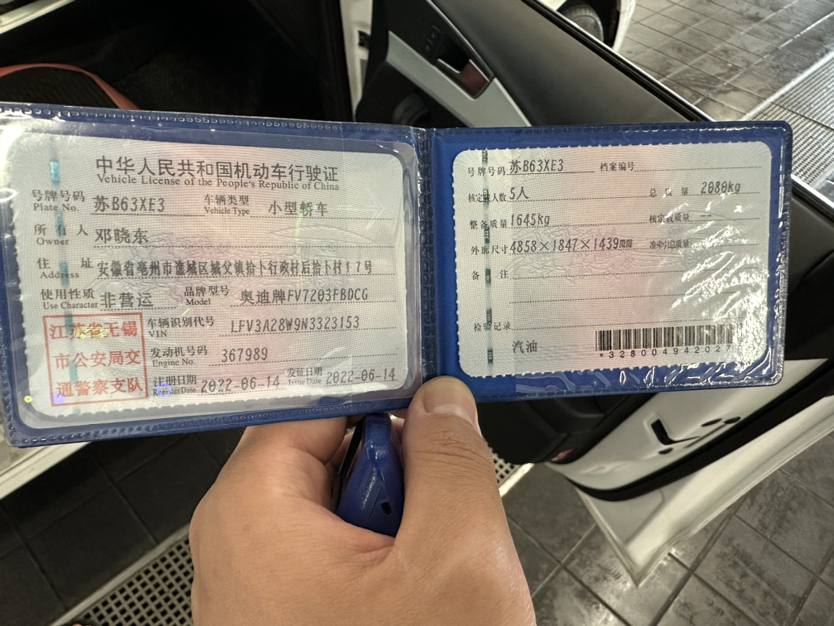 中华人民共和国机动车行驶证
Vehicle License of the People's Republic of China
号牌号码 苏B63XE3 车辆类型 小型轿车
Plate No. Vehicle Type
所有人 邓晓东
Owner
住址 安徽省亳州市谯城区城父镇拾卜行政村后拾卜村17号
Address
使用性质 非营运 品牌型号 奥迪牌FV7203FBDCG
Use Character Model
江苏省无锡
市公安局交
通警察支队
车辆识别代号 LFV3A28W9N3323153
VIN
发动机号码 367989
Engine No.
注册日期 2022-06-14 发证日期 2022-06-14
Register Date Issue Date
号牌号码 苏B63XE3 档案编号
核定载人数 5人 总质量 2080kg
整备质量 1645kg 核定载质量 --
外廓尺寸 4858×1847×1439 准牵引总质量
备注
检验记录
汽油